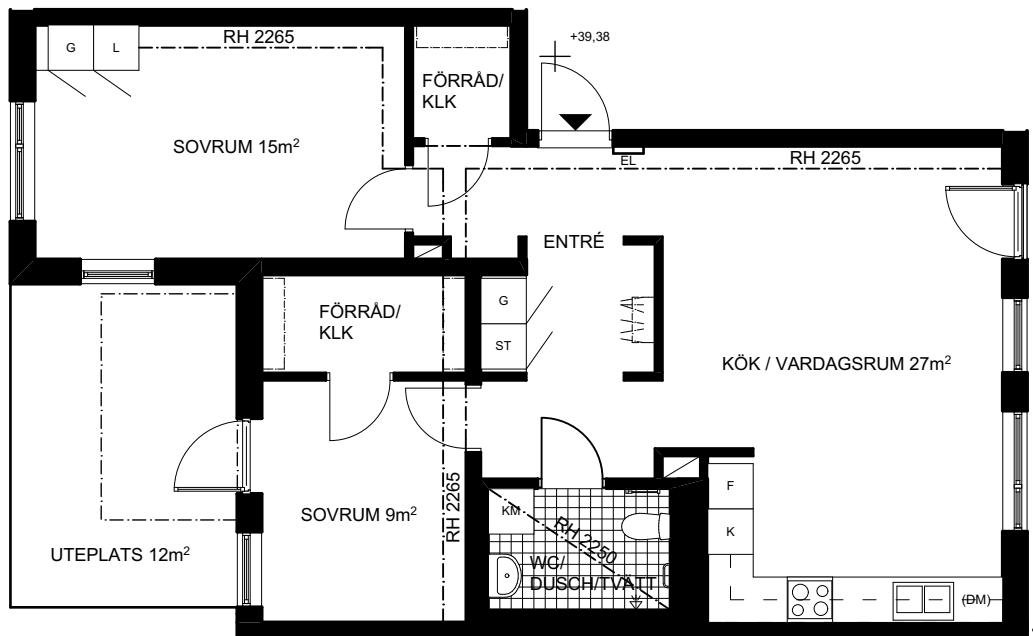 RH 2265
+39,38
G
L
FÖRRÅD/
KLK
SOVRUM 15m²
EL
RH 2265
ENTRÉ
G
FÖRRÅD/
KLK
ST
KÖK / VARDAGSRUM 27m²
F
K
KM
RH 2265
SOVRUM 9m²
RH 2250
UTEPLATS 12m²
WC/
DUSCH/TVÄTT
(DM)